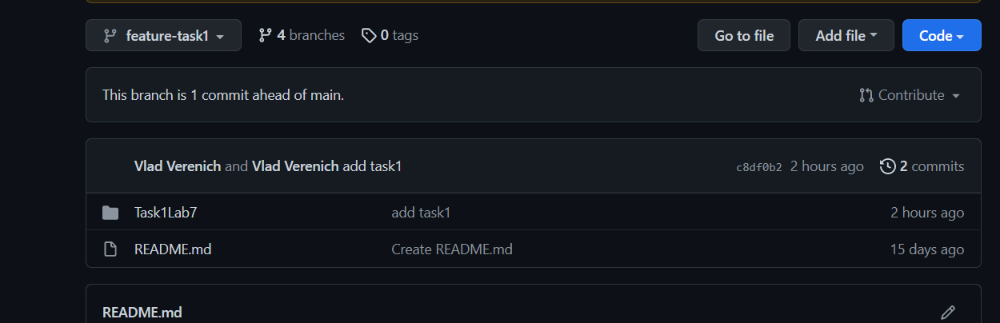 feature-task1 4 branches 0 tags Go to file Add file Code
This branch is 1 commit ahead of main. Contribute
Vlad Verenich and Vlad Verenich add task1 c8df0b2 2 hours ago 2 commits
Task1Lab7 add task1 2 hours ago
README.md Create README.md 15 days ago
README.md